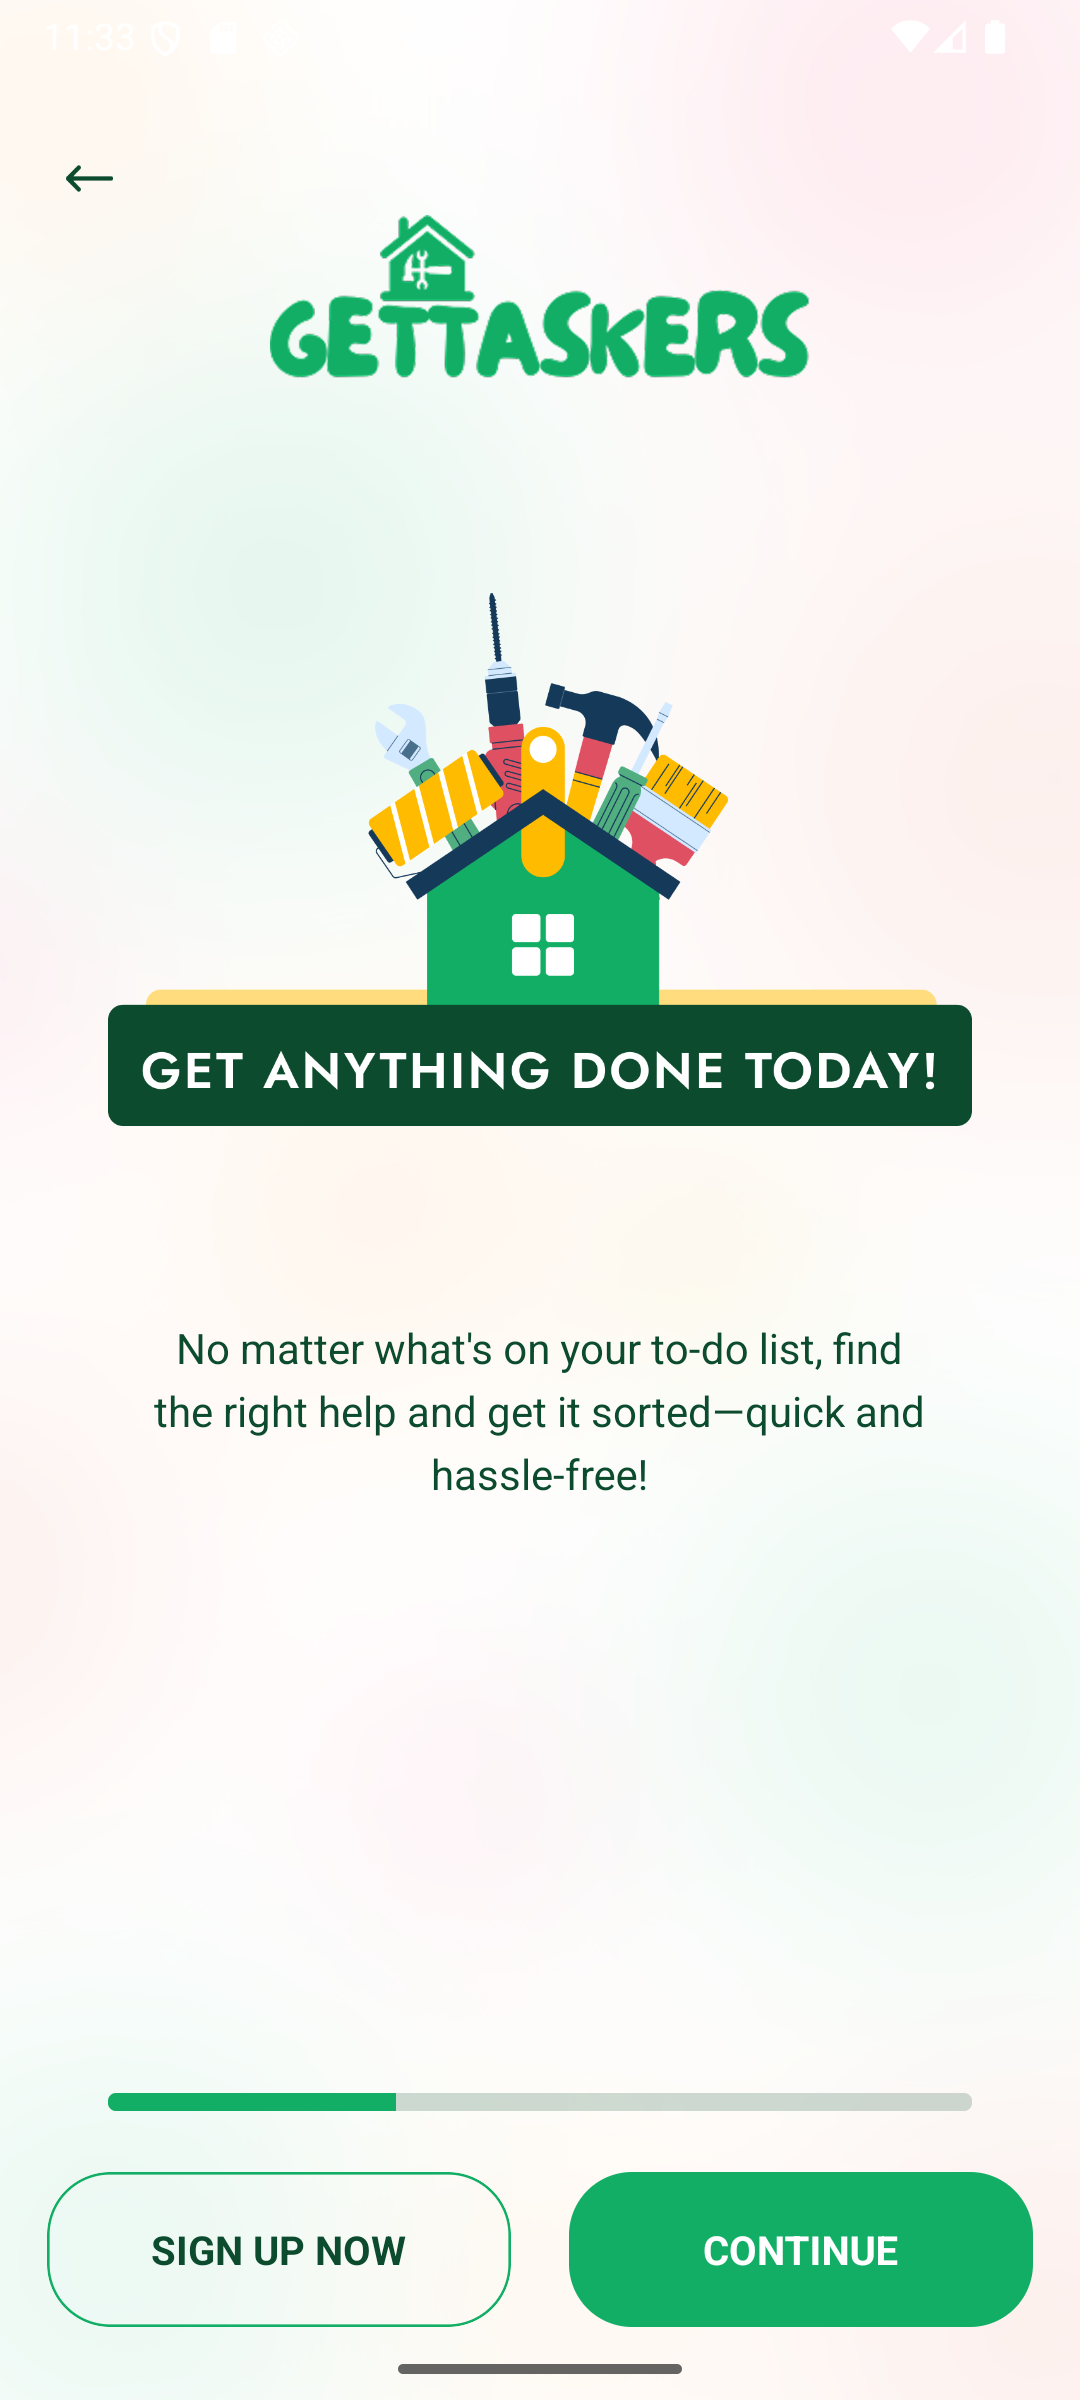 11:33
GETTASKERS
GET ANYTHING DONE TODAY!
No matter what's on your to-do list, find
the right help and get it sorted—quick and
hassle-free!
SIGN UP NOW
CONTINUE